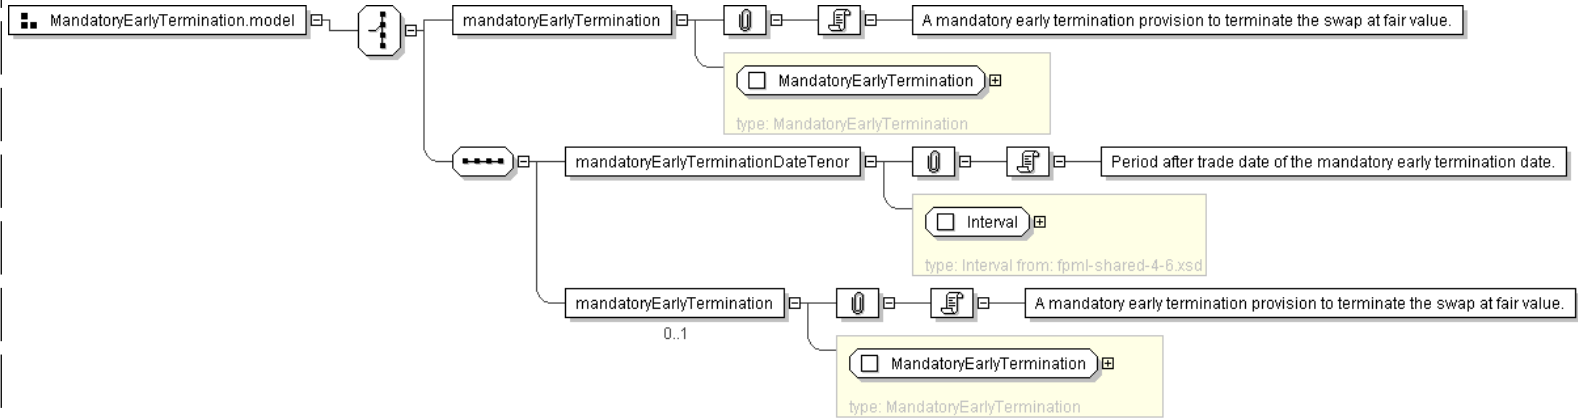 MandatoryEarlyTermination.model
mandatoryEarlyTermination
A mandatory early termination provision to terminate the swap at fair value.
MandatoryEarlyTermination
type: MandatoryEarlyTermination
mandatoryEarlyTerminationDateTenor
Period after trade date of the mandatory early termination date.
Interval
type: Interval from: fpml-shared-4-6.xsd
mandatoryEarlyTermination
A mandatory early termination provision to terminate the swap at fair value.
0..1
MandatoryEarlyTermination
type: MandatoryEarlyTermination